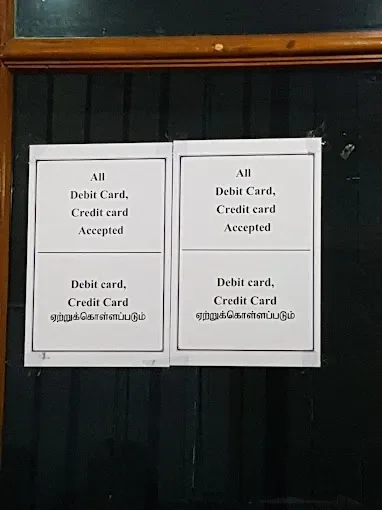 All
Debit Card,
Credit card
Accepted
Debit card,
Credit Card
ஏற்றுக்கொள்ளப்படும்
All
Debit Card,
Credit card
Accepted
Debit card,
Credit Card
ஏற்றுக்கொள்ளப்படும்